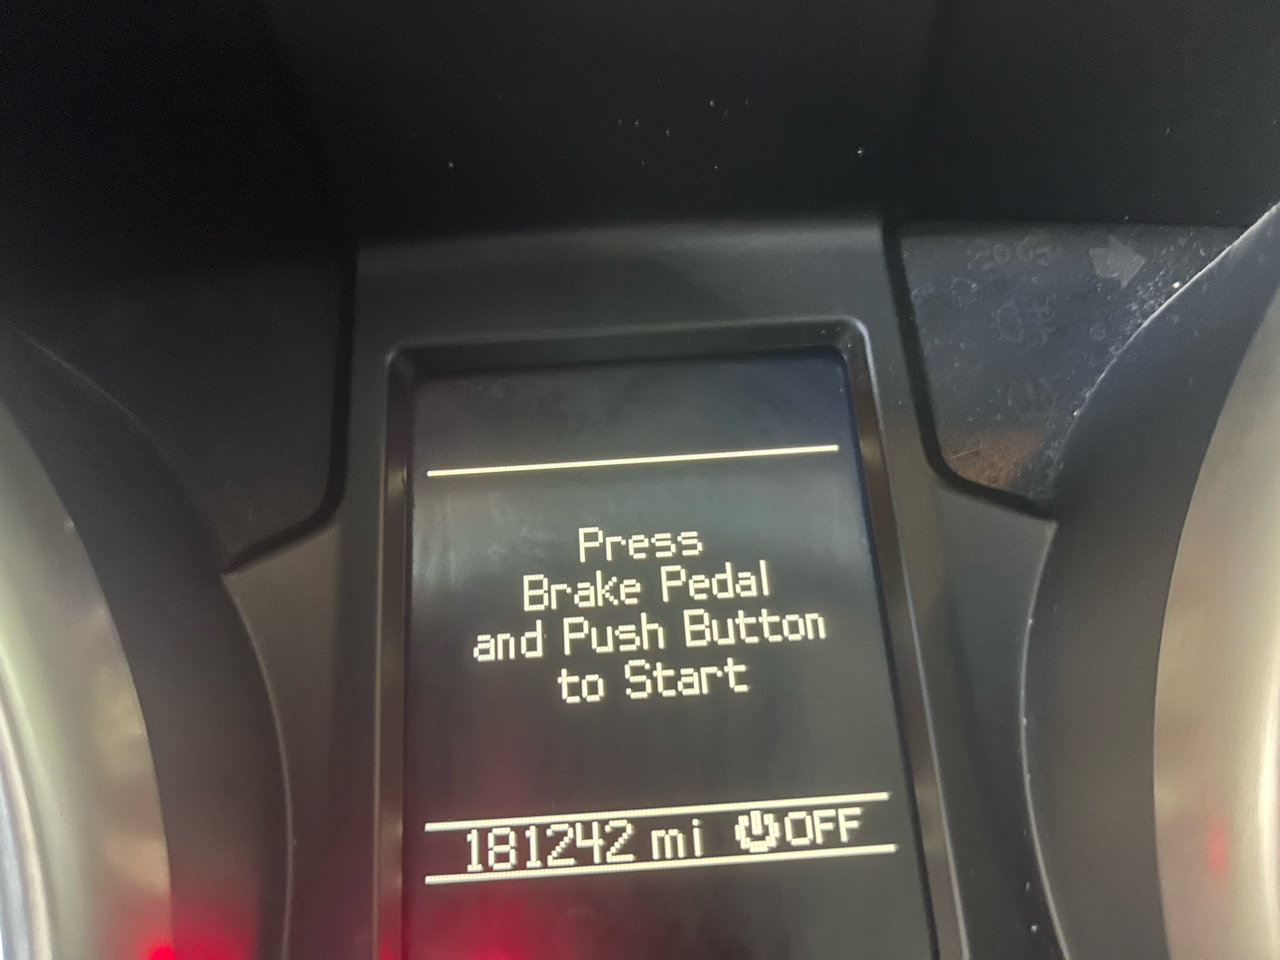 Press
Brake Pedal
and Push Button
to Start
181242 mi OFF